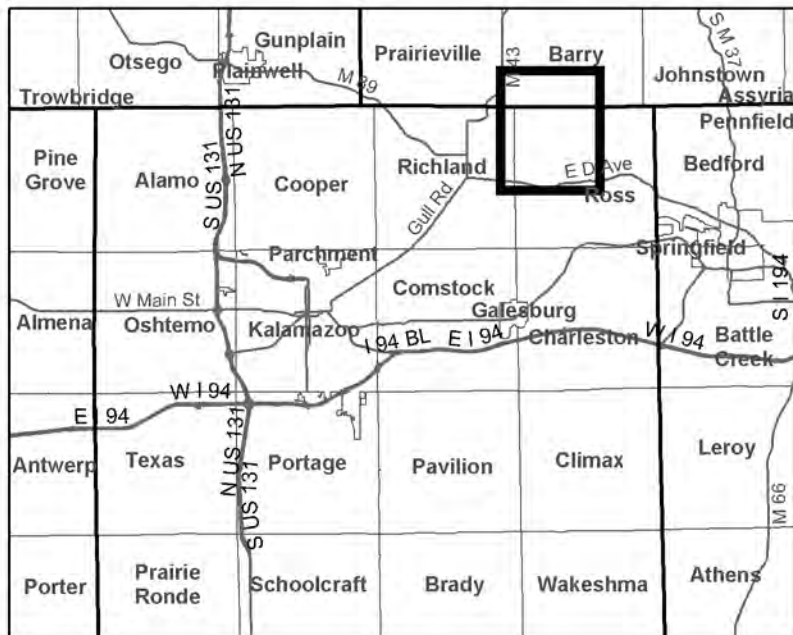 Gunplain
Otsego
Prairieville
Barry
S M 37
M 43
Plainwell
M 89
Johnstown
Trowbridge
Assyria
Pennfield
N US 131
S US 131
Pine
Grove
Alamo
Cooper
Richland
E D Ave
Bedford
Ross
Gull Rd
Parchment
Springfield
Comstock
S I 194
W Main St
Galesburg
Almena
Oshtemo
Kalamazoo
I 94 BL
E I 94
Charleston
W I 94
Battle
Creek
W I 94
E I 94
N US 131
S US 131
Antwerp
Texas
Portage
Pavilion
Climax
Leroy
M 66
Porter
Prairie
Ronde
Schoolcraft
Brady
Wakeshma
Athens